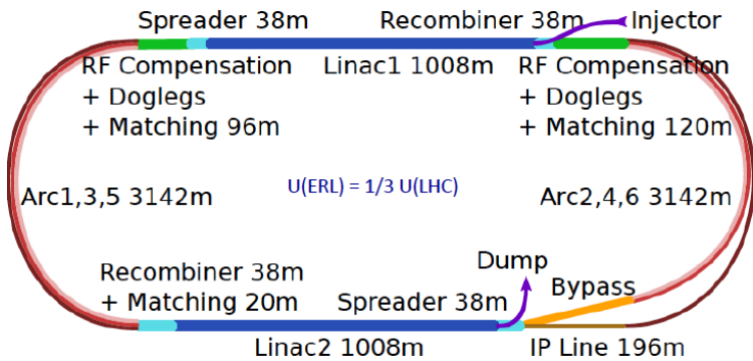 Spreader 38m
Recombiner 38m
Injector
RF Compensation
+ Doglegs
+ Matching 96m
Linac1 1008m
RF Compensation
+ Doglegs
+ Matching 120m
Arc1,3,5 3142m
U(ERL) = 1/3 U(LHC)
Arc2,4,6 3142m
Recombiner 38m
+ Matching 20m
Spreader 38m
Dump
Bypass
Linac2 1008m
IP Line 196m